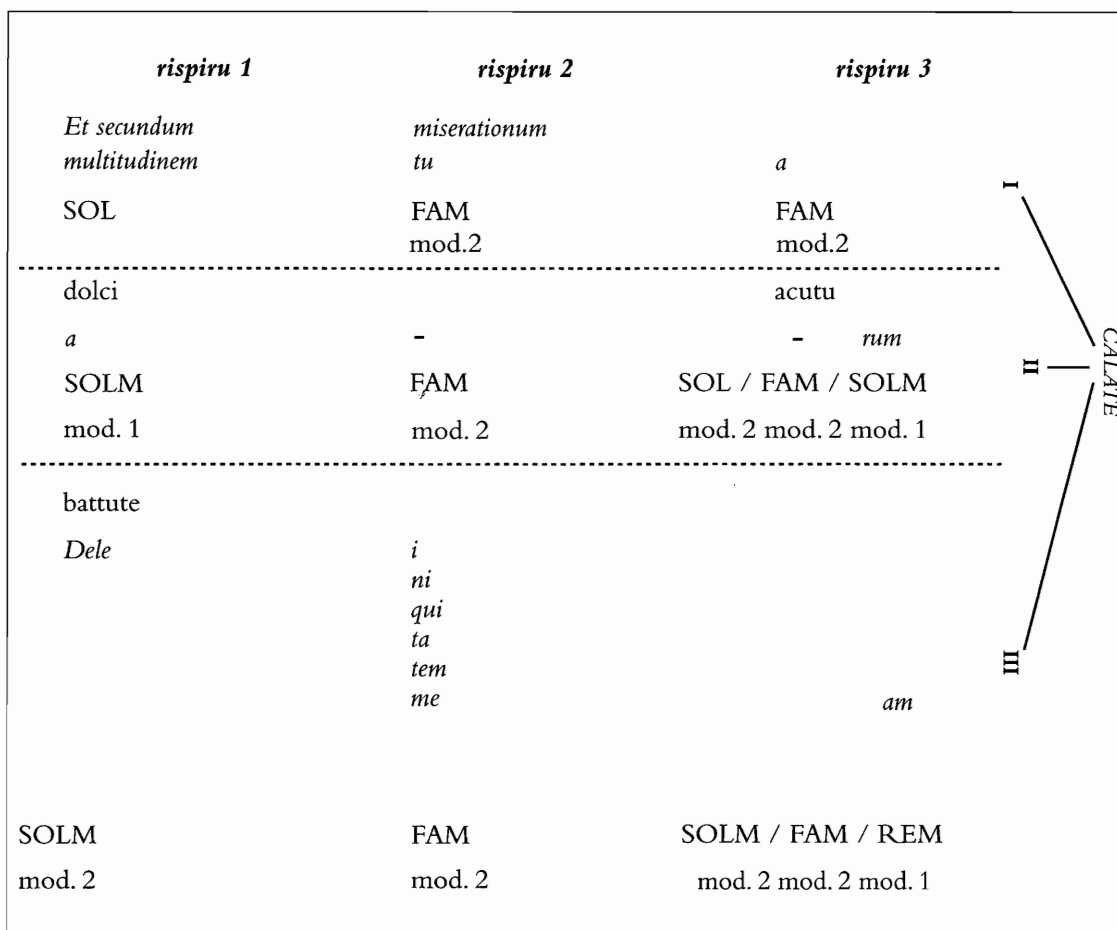 rispiru 1 rispiru 2 rispiru 3
Et secundum miserationum
multitudinem tu a
I
SOL FAM FAM
mod.2 mod.2
dolci acutu
a - - rum
CALATE
II
SOLM FAM SOL / FAM / SOLM
mod. 1 mod. 2 mod. 2 mod. 2 mod. 1
battute
Dele i
ni
qui
ta
tem
III
me am
SOLM FAM SOLM / FAM / REM
mod. 2 mod. 2 mod. 2 mod. 2 mod. 1